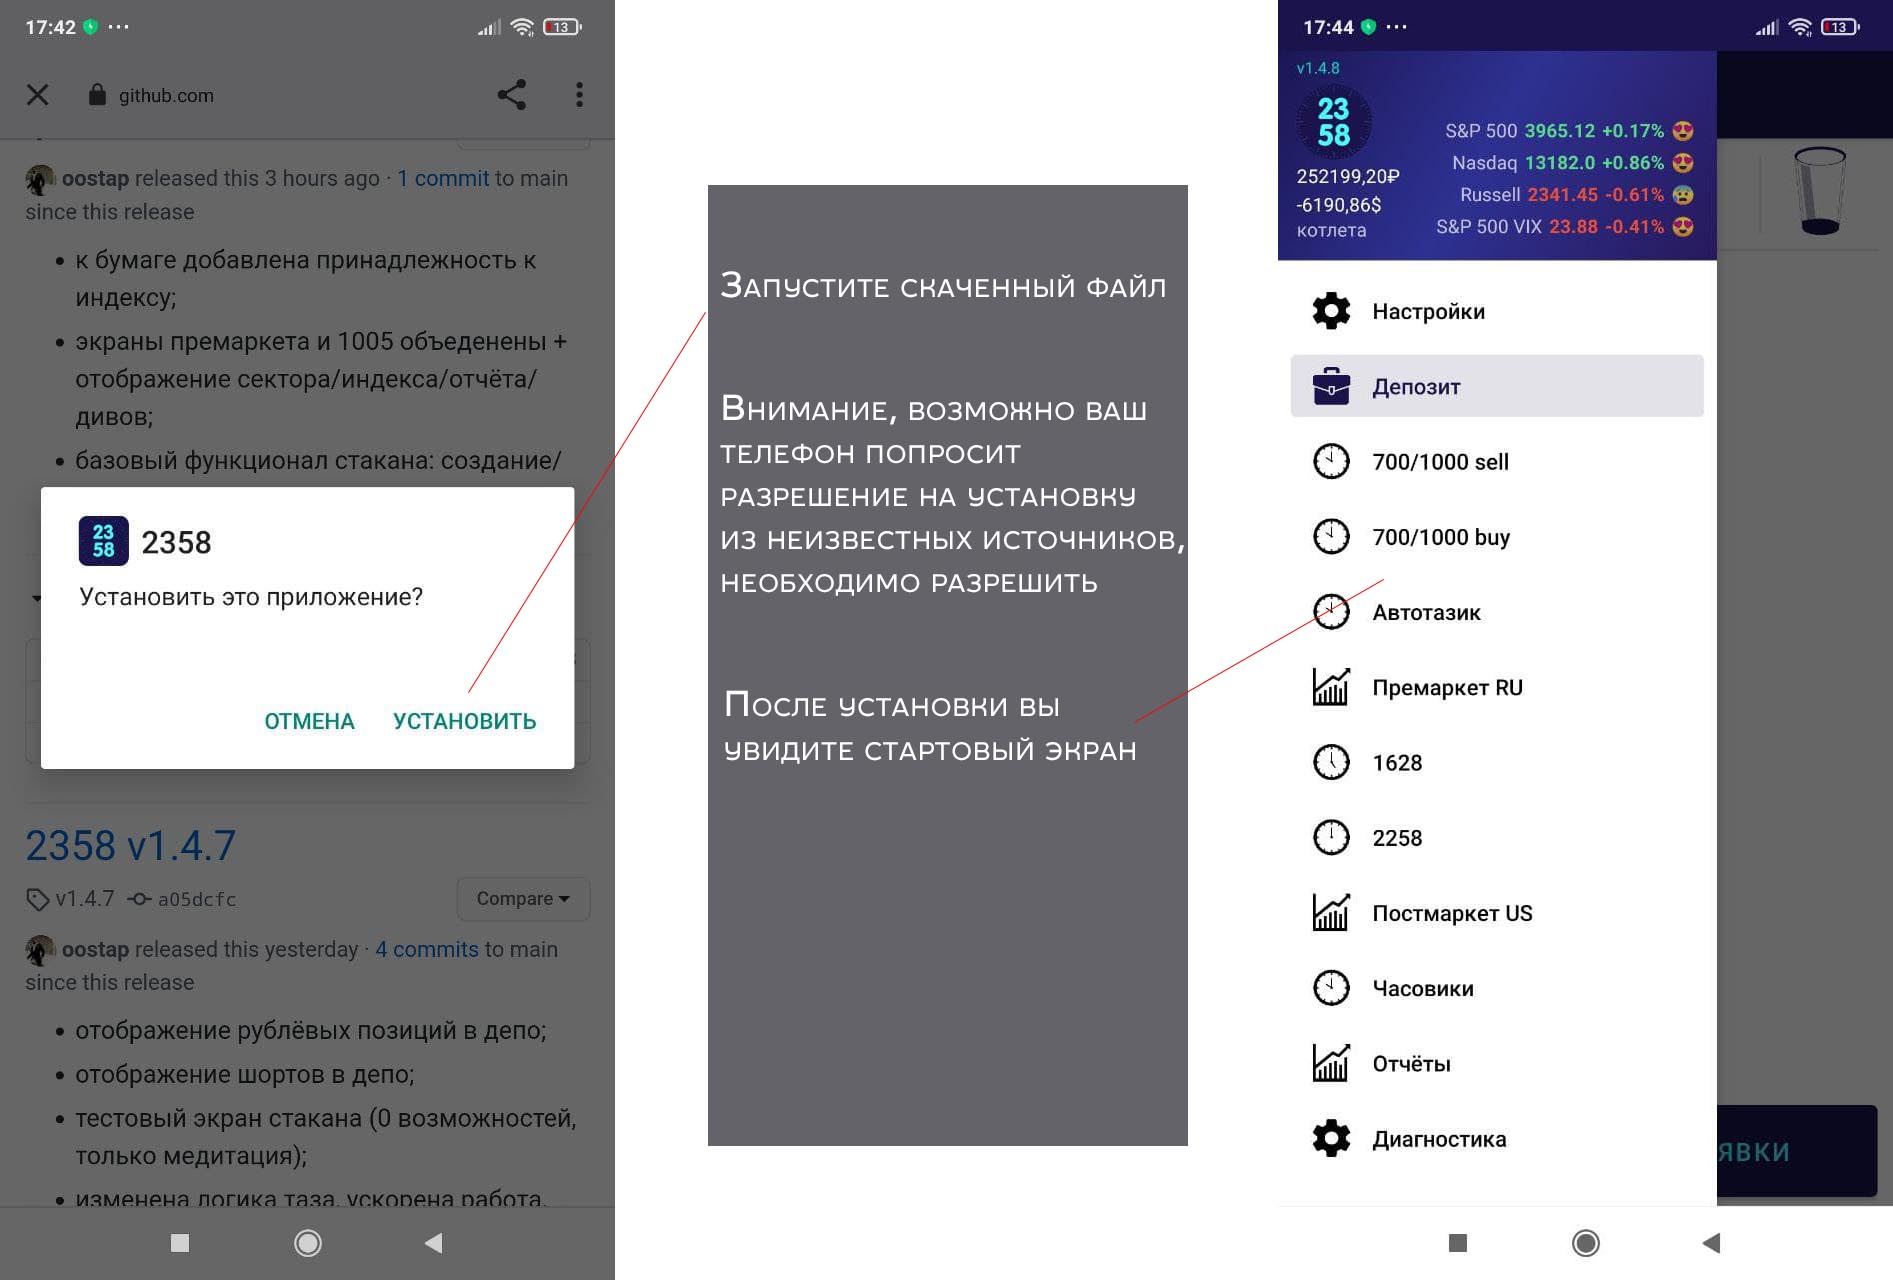 17:42
13
github.com
oostap released this 3 hours ago · 1 commit to main
since this release
• к бумаге добавлена принадлежность к
индексу;
• экраны премаркета и 1005 объеденены +
отображение сектора/индекса/отчёта/
дивов;
• базовый функционал стакана: создание/
23
58
2358
Установить это приложение?
ОТМЕНА УСТАНОВИТЬ
2358 v1.4.7
v1.4.7 a05dcfc Compare
oostap released this yesterday · 4 commits to main
since this release
• отображение рублёвых позиций в депо;
• отображение шортов в депо;
• тестовый экран стакана (0 возможностей,
только медитация);
• изменена логика таза, ускорена работа,
Запустите скаченный файл
Внимание, возможно ваш
телефон попросит
разрешение на установку
из неизвестных источников,
необходимо разрешить
После установки вы
увидите стартовый экран
17:44
13
v1.4.8
23
58
252199,20₽
-6190,86$
котлета
S&P 500 3965.12 +0.17% 😍
Nasdaq 13182.0 +0.86% 😍
Russell 2341.45 -0.61% 😰
S&P 500 VIX 23.88 -0.41% 😍
Настройки
Депозит
700/1000 sell
700/1000 buy
Автотазик
Премаркет RU
1628
2258
Постмаркет US
Часовики
Отчёты
Диагностика
ЯВКИ